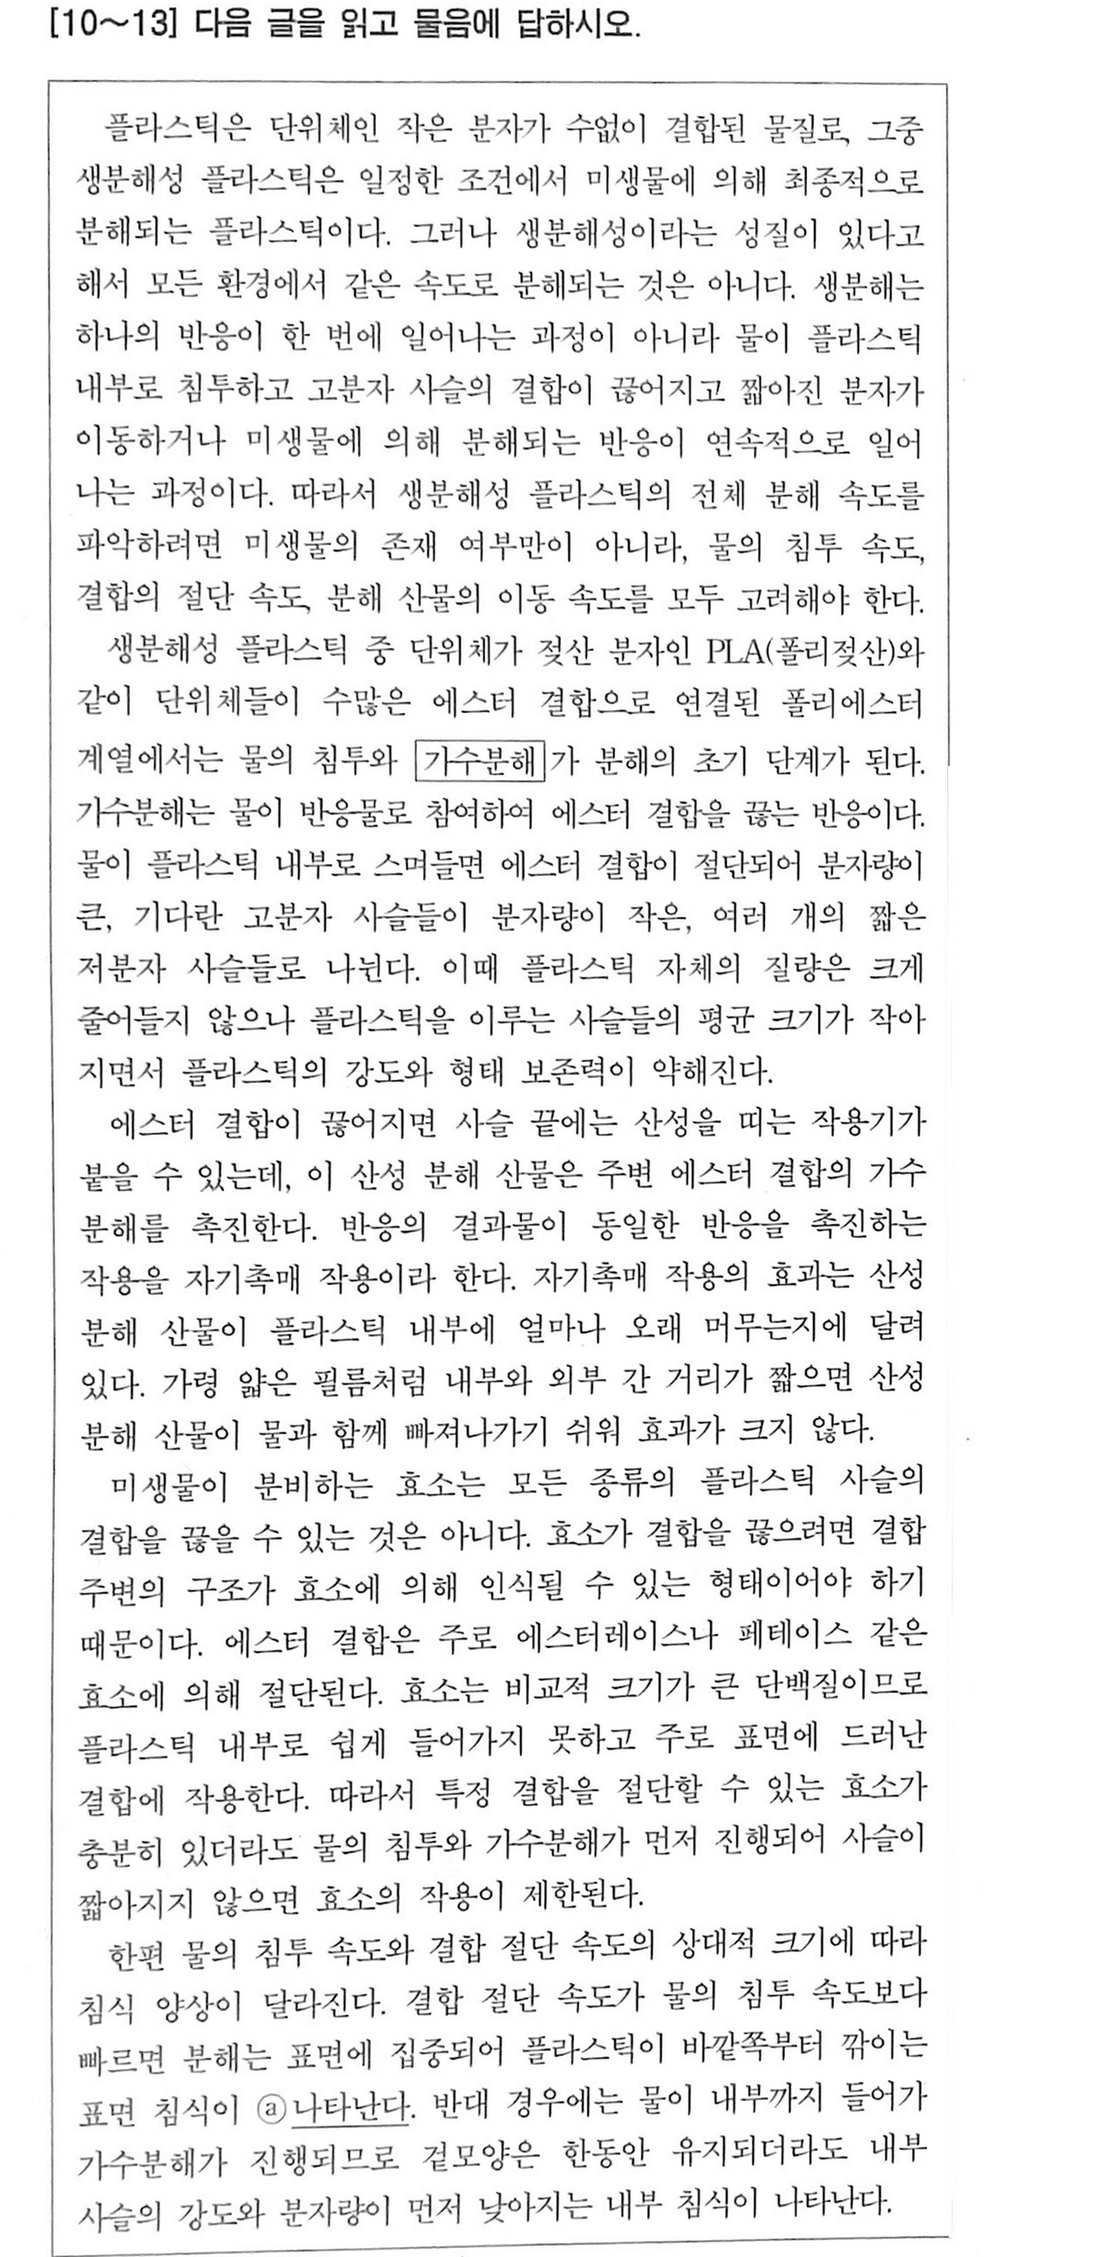 [10~13] 다음 글을 읽고 물음에 답하시오.
플라스틱은 단위체인 작은 분자가 수없이 결합된 물질로, 그중
생분해성 플라스틱은 일정한 조건에서 미생물에 의해 최종적으로
분해되는 플라스틱이다. 그러나 생분해성이라는 성질이 있다고
해서 모든 환경에서 같은 속도로 분해되는 것은 아니다. 생분해는
하나의 반응이 한 번에 일어나는 과정이 아니라 물이 플라스틱
내부로 침투하고 고분자 사슬의 결합이 끊어지고 짧아진 분자가
이동하거나 미생물에 의해 분해되는 반응이 연속적으로 일어
나는 과정이다. 따라서 생분해성 플라스틱의 전체 분해 속도를
파악하려면 미생물의 존재 여부만이 아니라, 물의 침투 속도,
결합의 절단 속도, 분해 산물의 이동 속도를 모두 고려해야 한다.
생분해성 플라스틱 중 단위체가 젖산 분자인 PLA(폴리젖산)와
같이 단위체들이 수많은 에스터 결합으로 연결된 폴리에스터
계열에서는 물의 침투와 가수분해가 분해의 초기 단계가 된다.
가수분해는 물이 반응물로 참여하여 에스터 결합을 끊는 반응이다.
물이 플라스틱 내부로 스며들면 에스터 결합이 절단되어 분자량이
큰, 기다란 고분자 사슬들이 분자량이 작은, 여러 개의 짧은
저분자 사슬들로 나뉜다. 이때 플라스틱 자체의 질량은 크게
줄어들지 않으나 플라스틱을 이루는 사슬들의 평균 크기가 작아
지면서 플라스틱의 강도와 형태 보존력이 약해진다.
에스터 결합이 끊어지면 사슬 끝에는 산성을 띠는 작용기가
붙을 수 있는데, 이 산성 분해 산물은 주변 에스터 결합의 가수
분해를 촉진한다. 반응의 결과물이 동일한 반응을 촉진하는
작용을 자기촉매 작용이라 한다. 자기촉매 작용의 효과는 산성
분해 산물이 플라스틱 내부에 얼마나 오래 머무는지에 달려
있다. 가령 얇은 필름처럼 내부와 외부 간 거리가 짧으면 산성
분해 산물이 물과 함께 빠져나가기 쉬워 효과가 크지 않다.
미생물이 분비하는 효소는 모든 종류의 플라스틱 사슬의
결합을 끊을 수 있는 것은 아니다. 효소가 결합을 끊으려면 결합
주변의 구조가 효소에 의해 인식될 수 있는 형태이어야 하기
때문이다. 에스터 결합은 주로 에스터레이스나 페테이스 같은
효소에 의해 절단된다. 효소는 비교적 크기가 큰 단백질이므로
플라스틱 내부로 쉽게 들어가지 못하고 주로 표면에 드러난
결합에 작용한다. 따라서 특정 결합을 절단할 수 있는 효소가
충분히 있더라도 물의 침투와 가수분해가 먼저 진행되어 사슬이
짧아지지 않으면 효소의 작용이 제한된다.
한편 물의 침투 속도와 결합 절단 속도의 상대적 크기에 따라
침식 양상이 달라진다. 결합 절단 속도가 물의 침투 속도보다
빠르면 분해는 표면에 집중되어 플라스틱이 바깥쪽부터 깎이는
표면 침식이 ⓐ나타난다. 반대 경우에는 물이 내부까지 들어가
가수분해가 진행되므로 겉모양은 한동안 유지되더라도 내부
사슬의 강도와 분자량이 먼저 낮아지는 내부 침식이 나타난다.